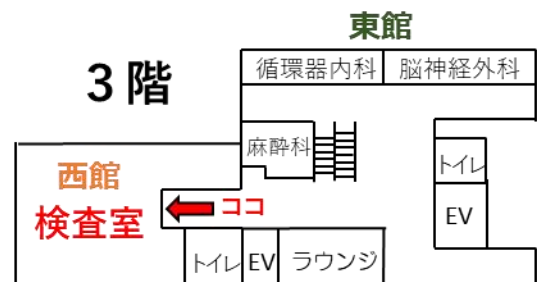 東館
3階
循環器内科 脳神経外科
麻酔科
トイレ
西館
検査室
ココ
EV
トイレ EV ラウンジ